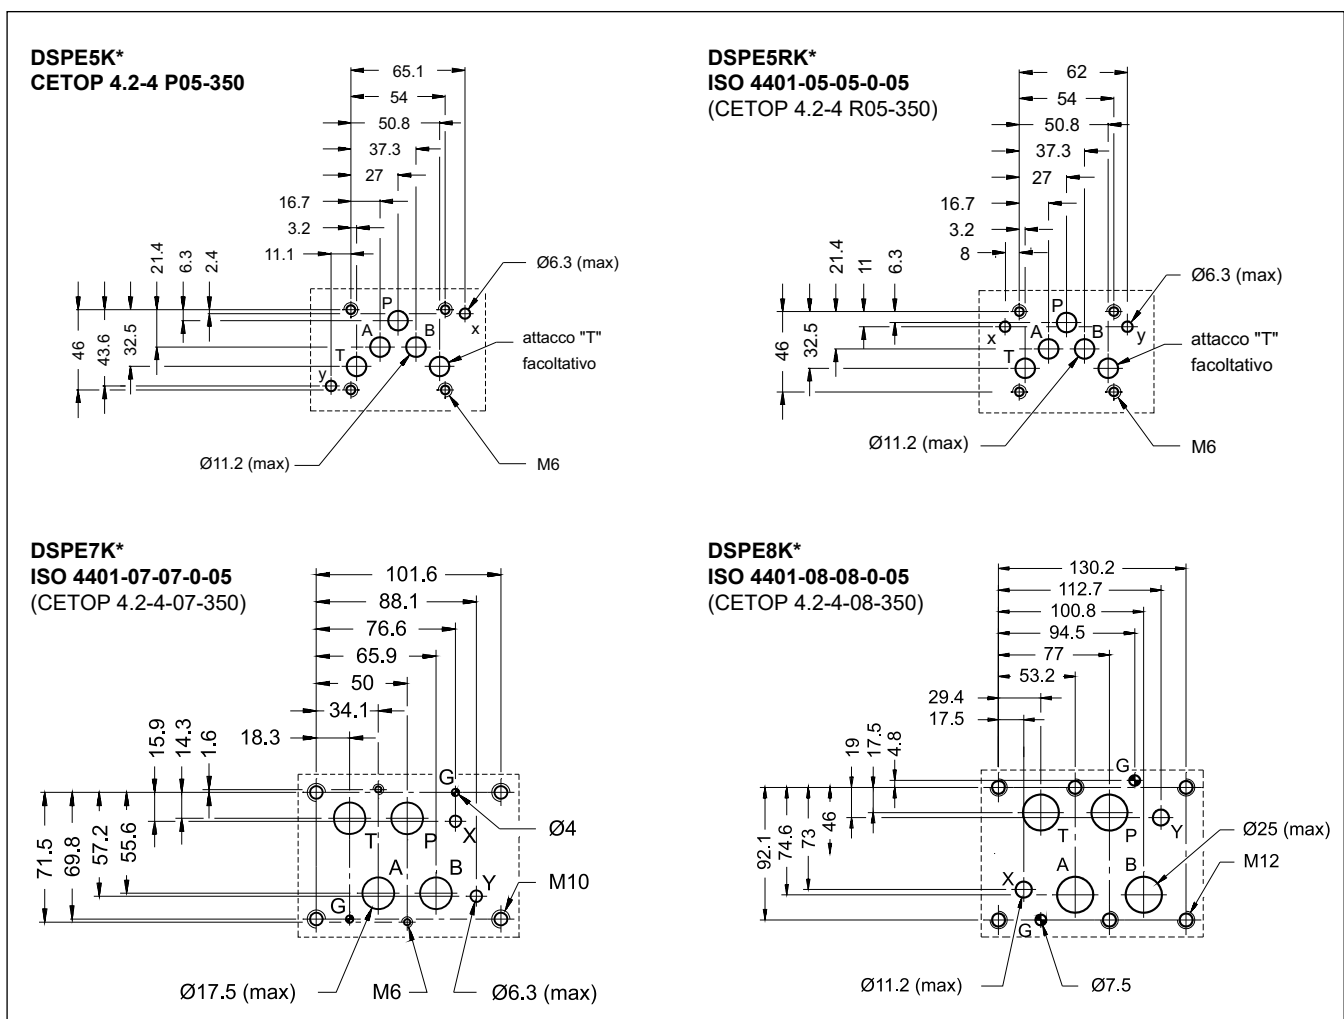 DSPE5K*
CETOP 4.2-4 P05-350
65.1
54
50.8
37.3
27
16.7
3.2
11.1
21.4
6.3
2.4
46
43.6
32.5
Ø6.3 (max)
P
A
B
T
x
y
attacco "T"
facoltativo
Ø11.2 (max)
M6
DSPE5RK*
ISO 4401-05-05-0-05
(CETOP 4.2-4 R05-350)
62
54
50.8
37.3
27
16.7
3.2
8
21.4
11
6.3
46
32.5
Ø6.3 (max)
P
A
B
T
x
y
attacco "T"
facoltativo
Ø11.2 (max)
M6
DSPE7K*
ISO 4401-07-07-0-05
(CETOP 4.2-4-07-350)
101.6
88.1
76.6
65.9
50
34.1
18.3
15.9
14.3
1.6
71.5
69.8
57.2
55.6
G
T
P
X
A
B
Y
G
Ø4
M10
Ø17.5 (max)
M6
Ø6.3 (max)
DSPE8K*
ISO 4401-08-08-0-05
(CETOP 4.2-4-08-350)
130.2
112.7
100.8
94.5
77
53.2
29.4
17.5
19
17.5
4.8
92.1
74.6
73
46
G
T
P
Y
X
A
B
G
Ø25 (max)
M12
Ø11.2 (max)
Ø7.5